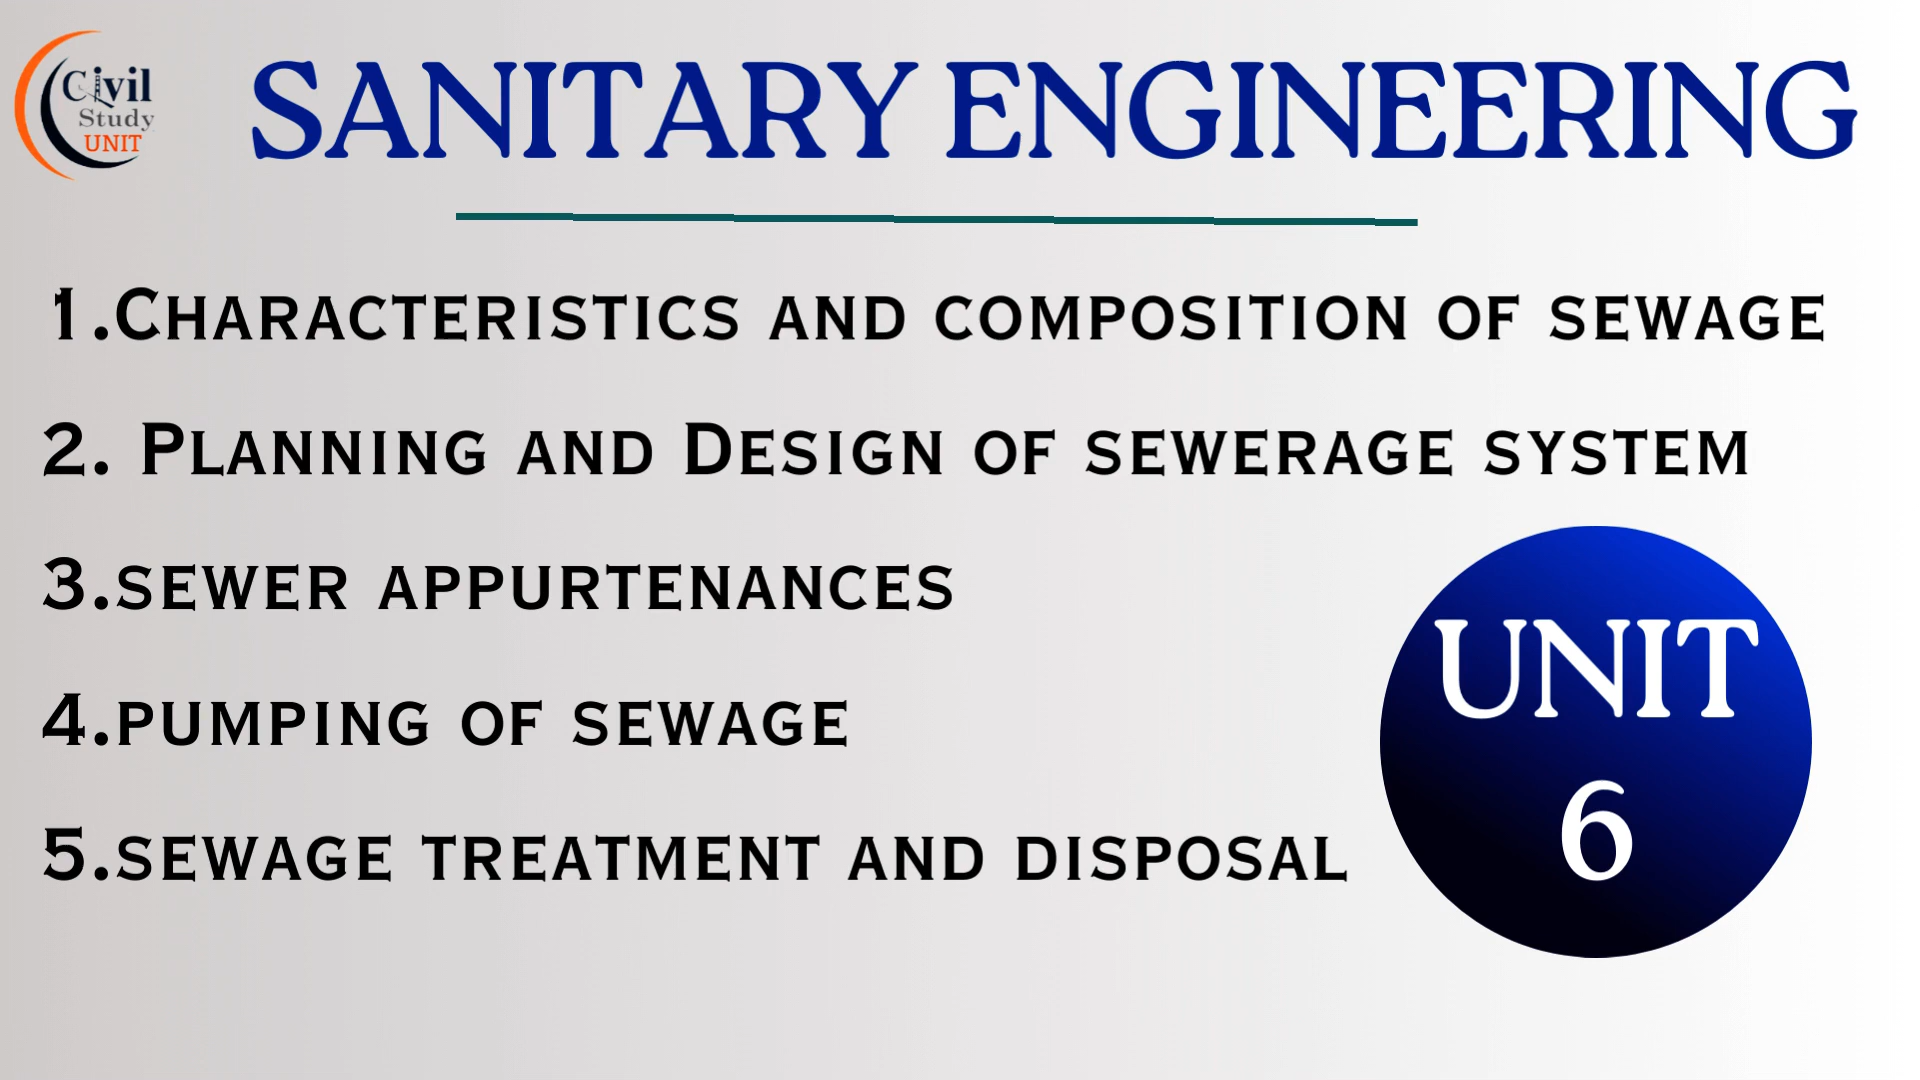 Civil
Study
UNIT
SANITARY ENGINEERING
1.Characteristics and composition of sewage
2. Planning and Design of sewerage system
3.sewer appurtenances
4.pumping of sewage
5.sewage treatment and disposal
UNIT
6